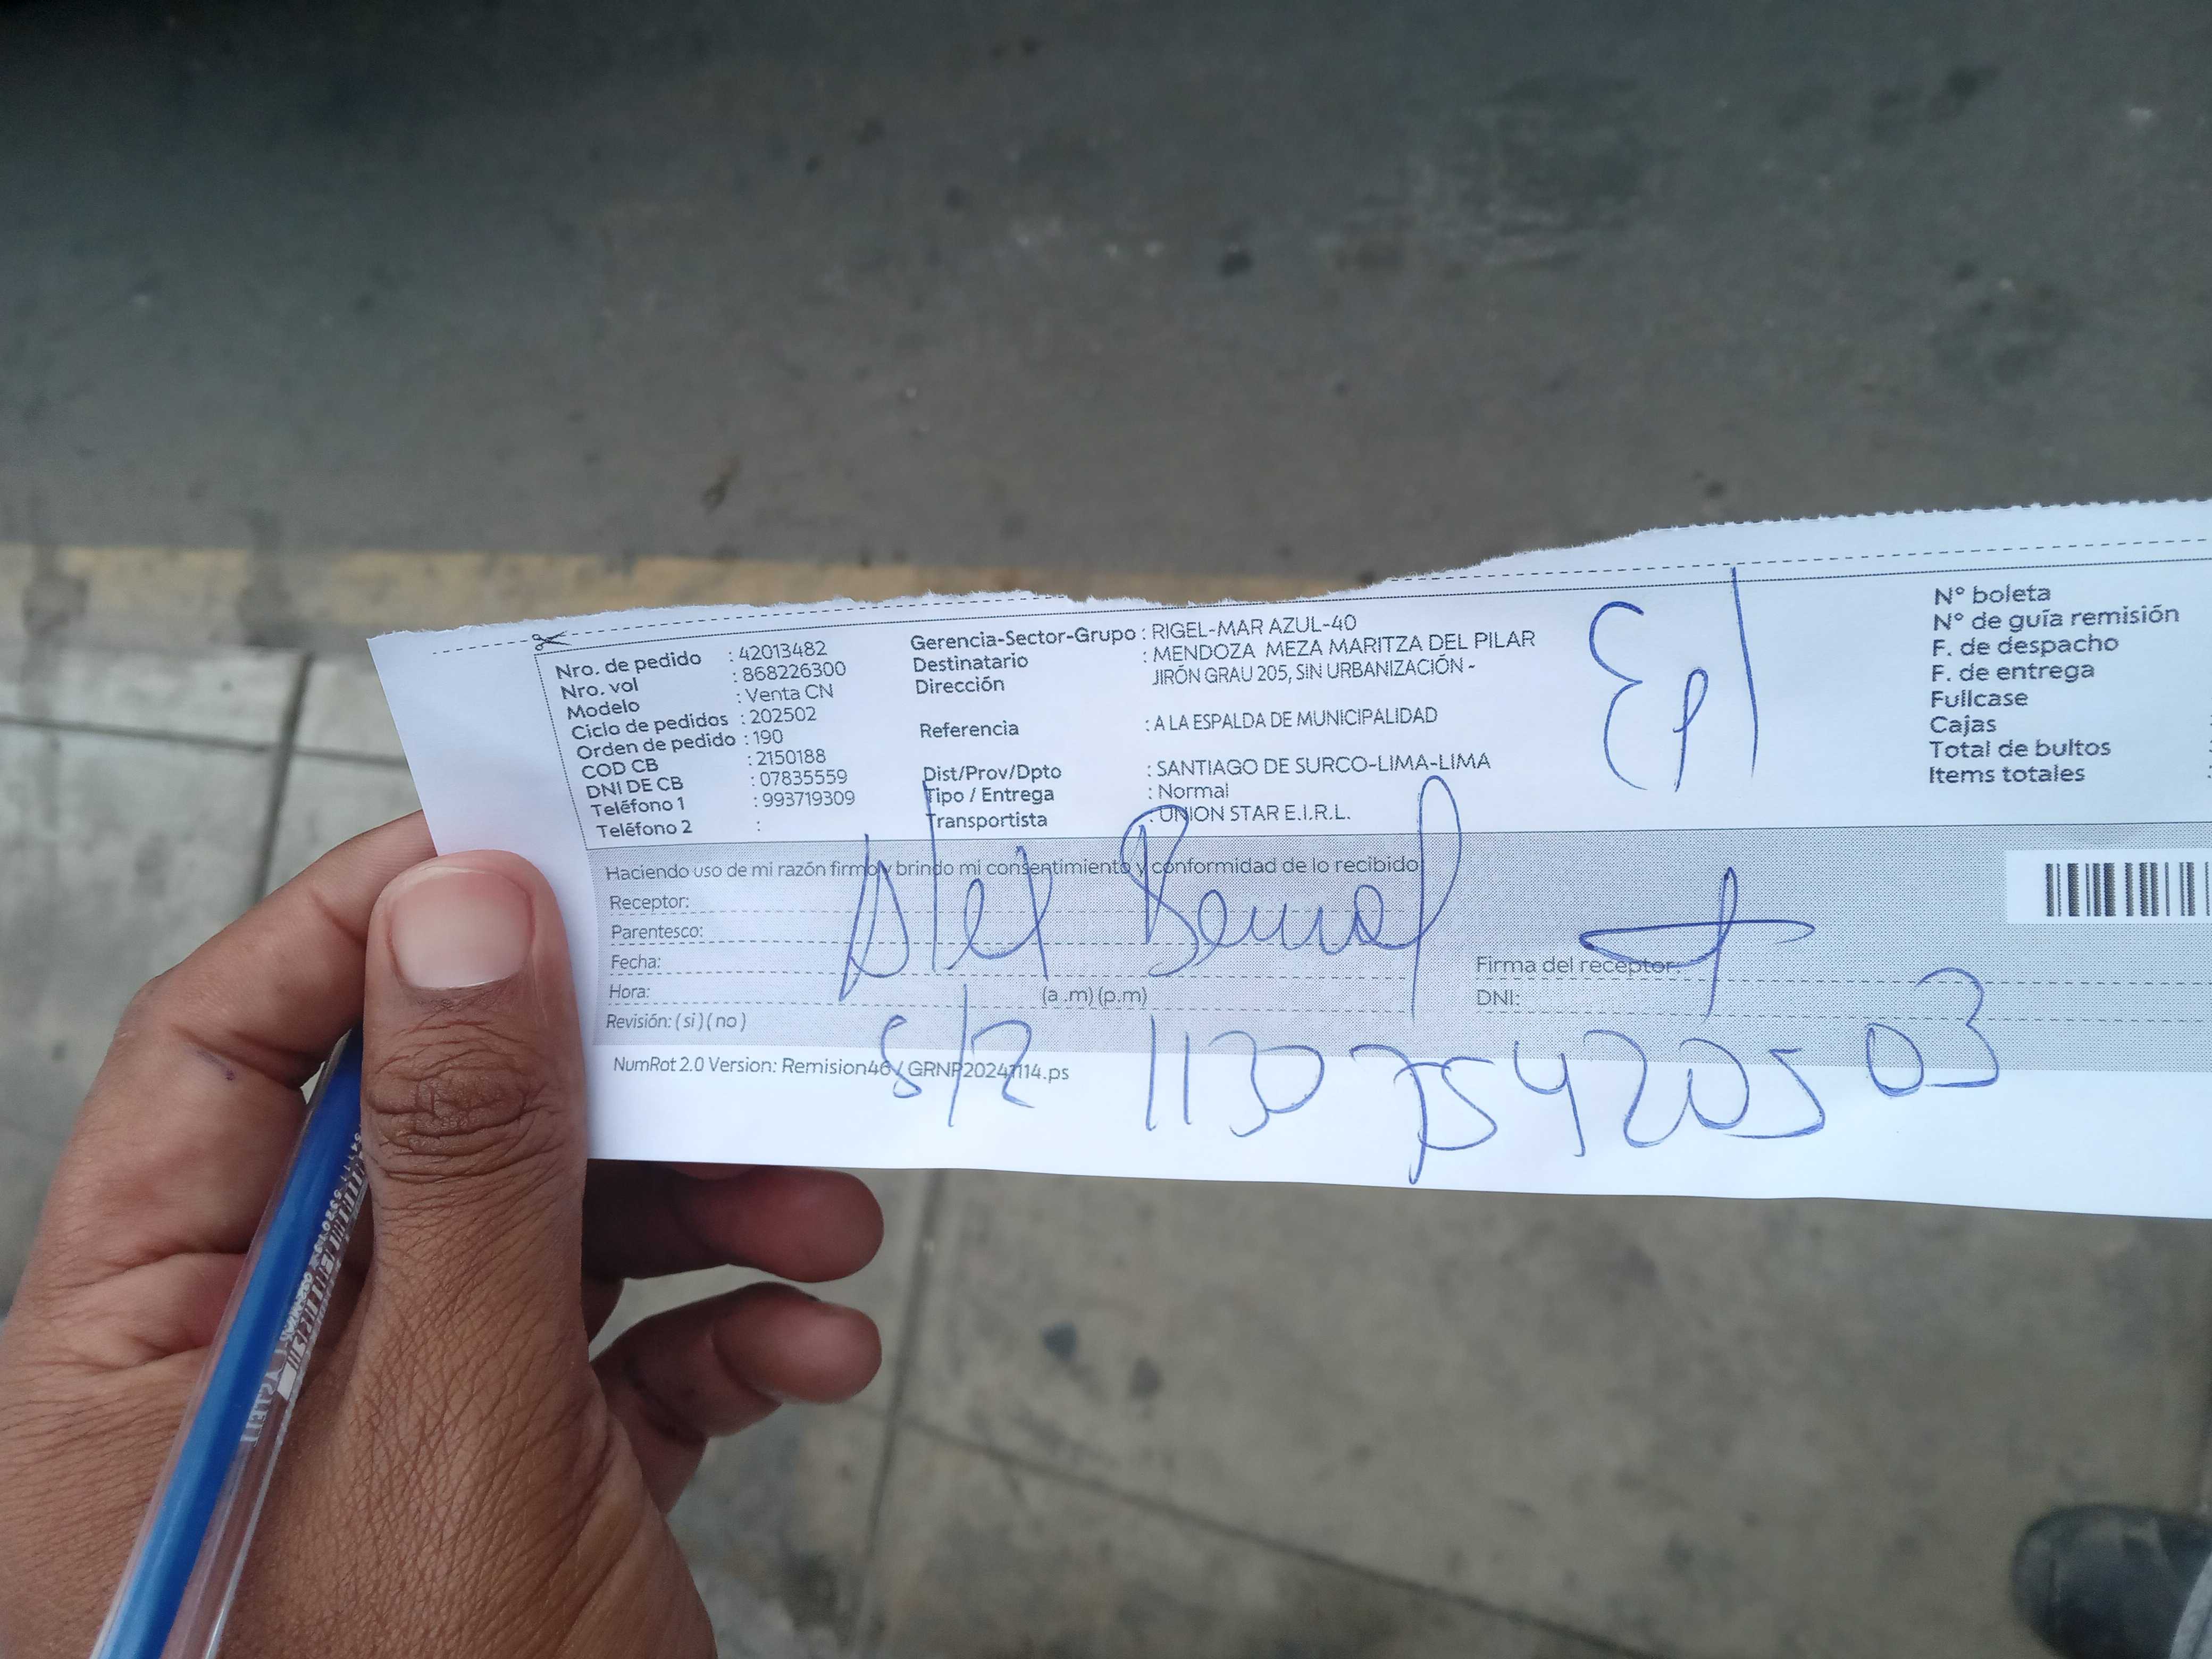 Nro. de pedido : 42013482
Nro. vol : 868226300
Modelo : Venta CN
Ciclo de pedidos : 202502
Orden de pedido : 190
COD CB : 2150188
DNI DE CB : 07835559
Teléfono 1 : 993719309
Teléfono 2 :
Gerencia-Sector-Grupo : RIGEL-MAR AZUL-40
Destinatario : MENDOZA MEZA MARITZA DEL PILAR
Dirección JIRÓN GRAU 205, SIN URBANIZACIÓN -
Referencia : A LA ESPALDA DE MUNICIPALIDAD
Dist/Prov/Dpto : SANTIAGO DE SURCO-LIMA-LIMA
Tipo / Entrega : Normal
Transportista : UNION STAR E.I.R.L.
N° boleta
N° de guía remisión
F. de despacho
F. de entrega
Fullcase
Cajas :
Total de bultos
Items totales :
Haciendo uso de mi razón firmo y brindo mi consentimiento y conformidad de lo recibido
Receptor:
Parentesco:
Alex Bernal
Fecha:
Hora: (a .m) (p.m)
Revisión: ( si ) ( no )
Firma del receptor:
DNI:
5/2 1130 75420503
NumRot 2.0 Version: Remision46 / GRNP20241114.ps